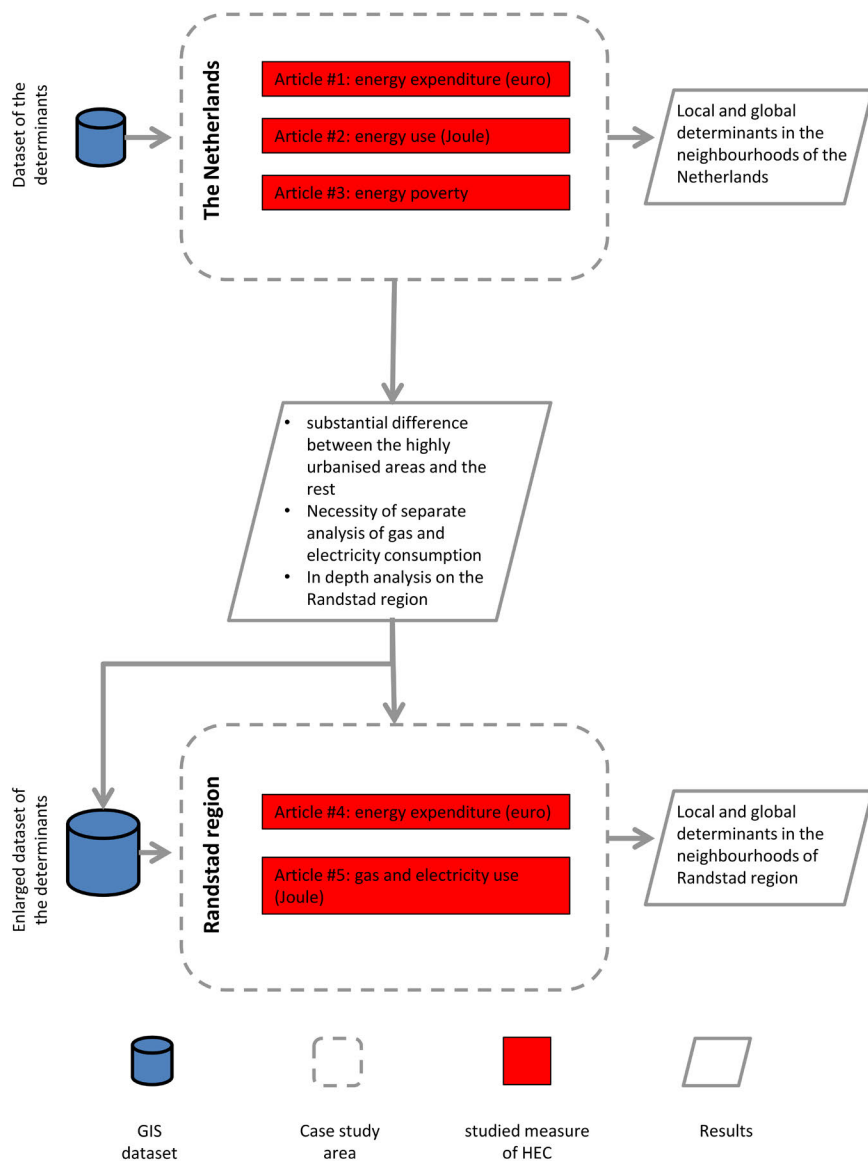 Dataset of the
determinants
The Netherlands
Article #1: energy expenditure (euro)
Article #2: energy use (Joule)
Article #3: energy poverty
Local and global
determinants in the
neighbourhoods of the
Netherlands
• substantial difference
between the highly
urbanised areas and the
rest
• Necessity of separate
analysis of gas and
electricity consumption
• In depth analysis on the
Randstad region
Enlarged dataset of
the determinants
Randstad region
Article #4: energy expenditure (euro)
Article #5: gas and electricity use
(Joule)
Local and global
determinants in the
neighbourhoods of
Randstad region
GIS
dataset
Case study
area
studied measure
of HEC
Results